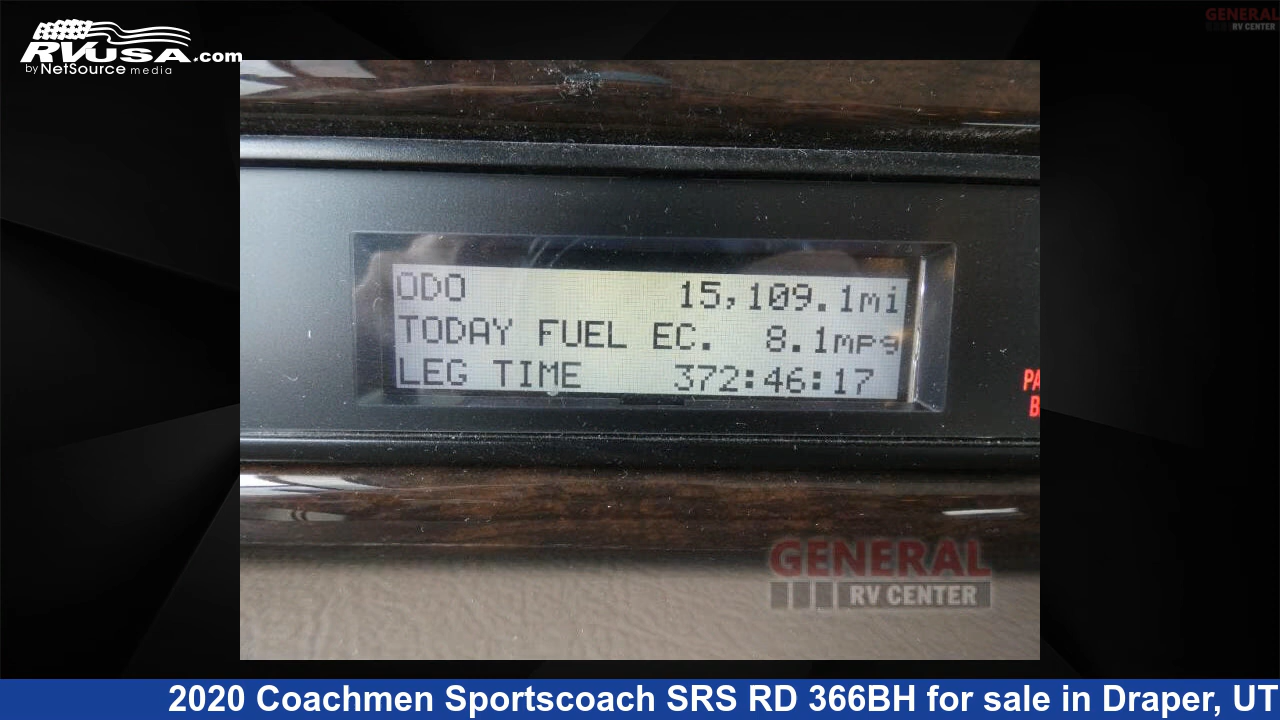 GENERAL
RV CENTER
RVUSA.com
by NetSource media
ODO 15,109.1mi
TODAY FUEL EC. 8.1mpg
LEG TIME 372:46:17
GENERAL
RV CENTER
2020 Coachmen Sportscoach SRS RD 366BH for sale in Draper, UT